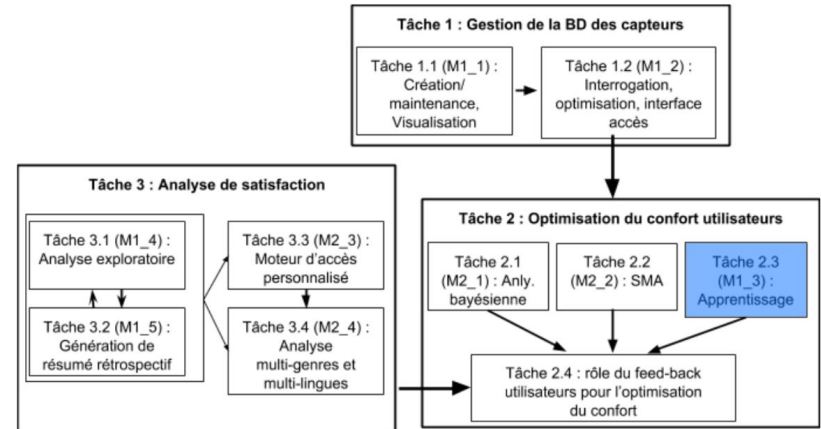 Tâche 1 : Gestion de la BD des capteurs
Tâche 1.1 (M1_1) :
Création/
maintenance,
Visualisation
Tâche 1.2 (M1_2) :
Interrogation,
optimisation, interface
accès
Tâche 3 : Analyse de satisfaction
Tâche 3.1 (M1_4) :
Analyse exploratoire
Tâche 3.2 (M1_5) :
Génération de
résumé rétrospectif
Tâche 3.3 (M2_3) :
Moteur d’accès
personnalisé
Tâche 3.4 (M2_4) :
Analyse
multi-genres et
multi-lingues
Tâche 2 : Optimisation du confort utilisateurs
Tâche 2.1
(M2_1) : Anly.
bayésienne
Tâche 2.2
(M2_2) : SMA
Tâche 2.3
(M1_3) :
Apprentissage
Tâche 2.4 : rôle du feed-back
utilisateurs pour l’optimisation
du confort